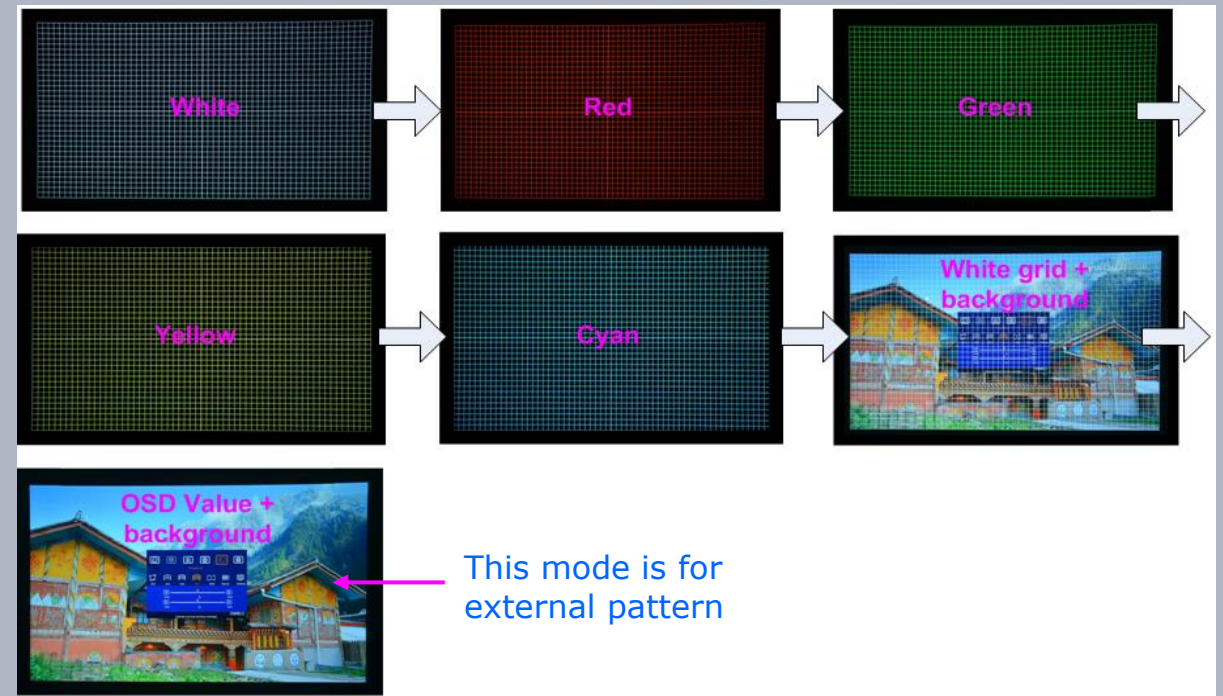 White
Red
Green
Yellow
Cyan
White grid +
background
OSD Value +
background
This mode is for
external pattern